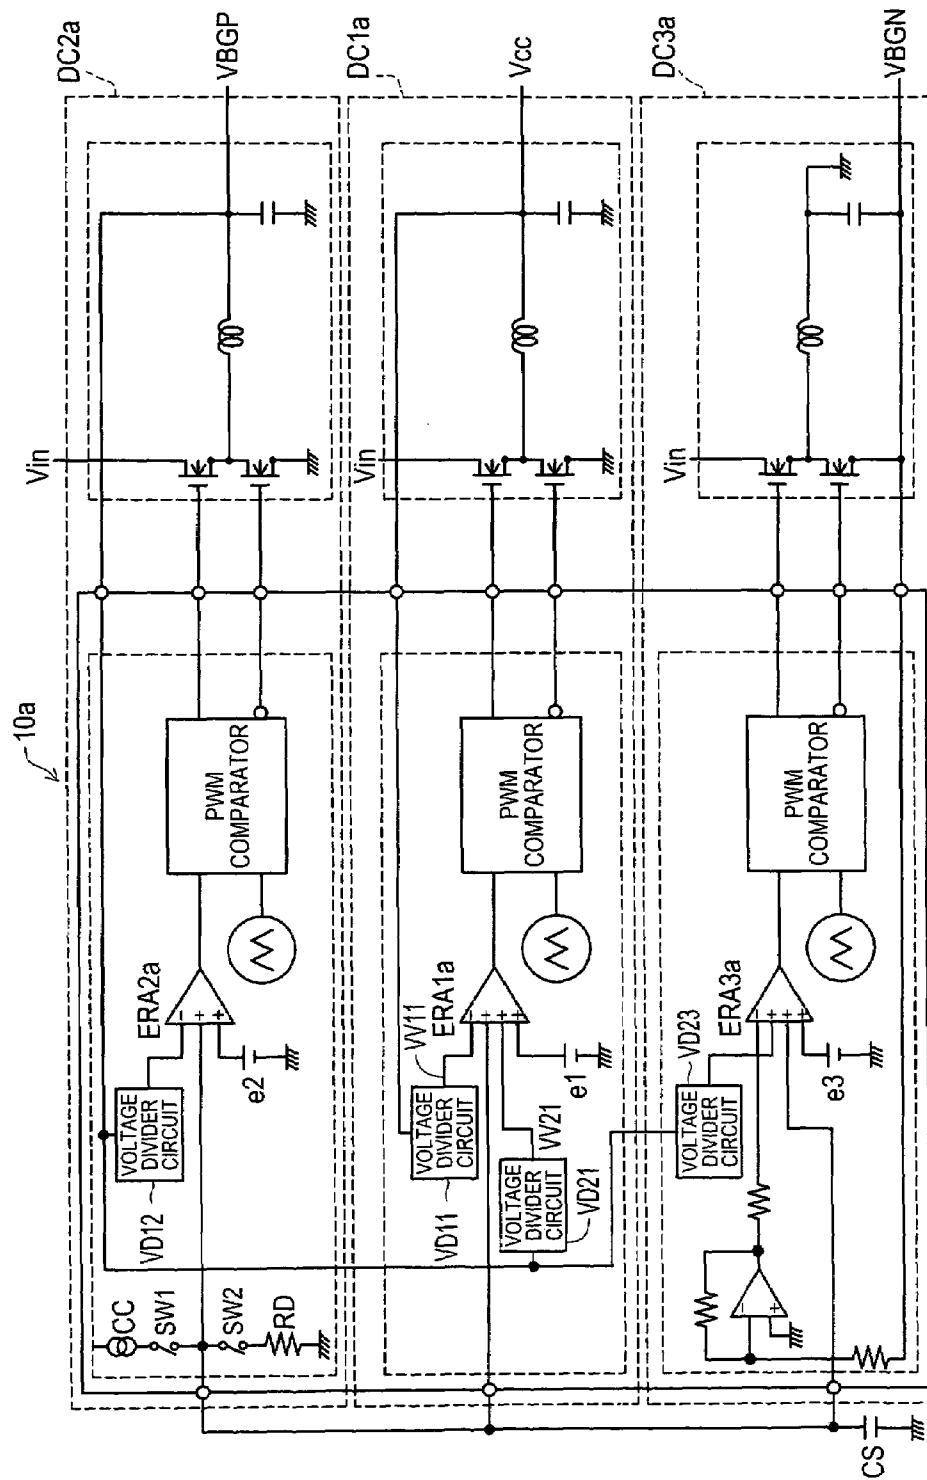 10a
DC2a
VBGP
Vin
PWM
COMPARATOR
ERA2a
e2
VOLTAGE
DIVIDER
CIRCUIT
VD12
CC
SW1
SW2
RD
DC1a
Vcc
Vin
PWM
COMPARATOR
ERA1a
e1
VV11
VOLTAGE
DIVIDER
CIRCUIT
VD11
VV21
VOLTAGE
DIVIDER
CIRCUIT
VD21
DC3a
VBGN
Vin
PWM
COMPARATOR
ERA3a
e3
VD23
VOLTAGE
DIVIDER
CIRCUIT
CS